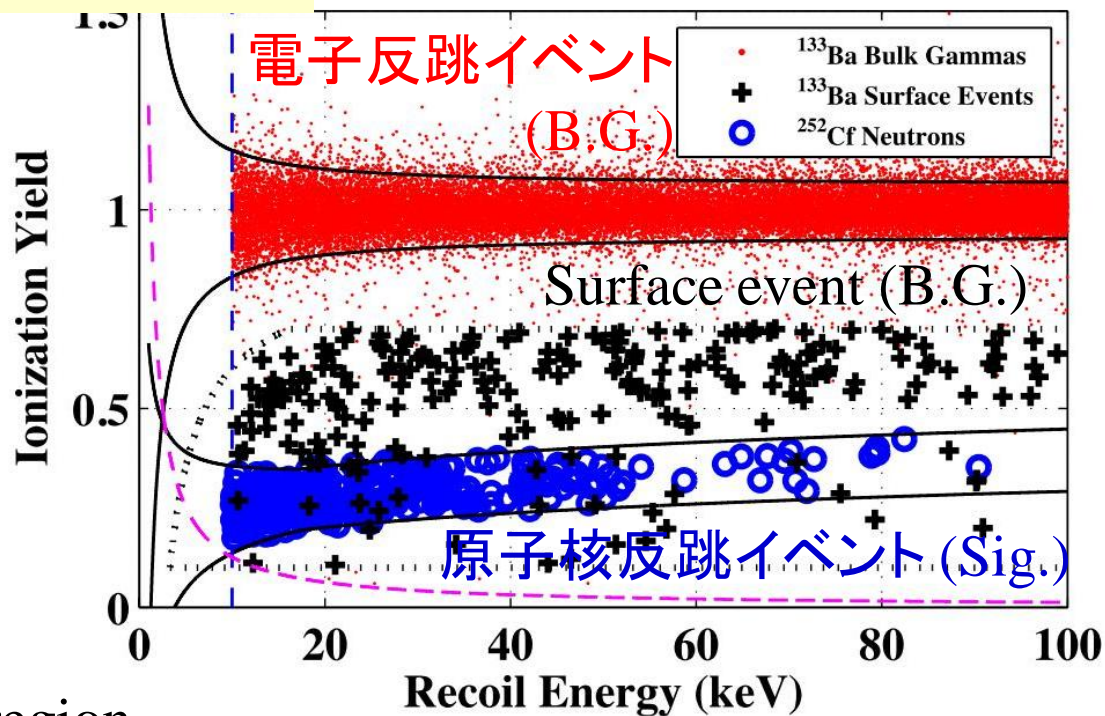 1.5
電子反跳イベント
(B.G.)
133Ba Bulk Gammas
133Ba Surface Events
252Cf Neutrons
Ionization Yield
1
Surface event (B.G.)
0.5
原子核反跳イベント (Sig.)
0
0 20 40 60 80 100
Recoil Energy (keV)